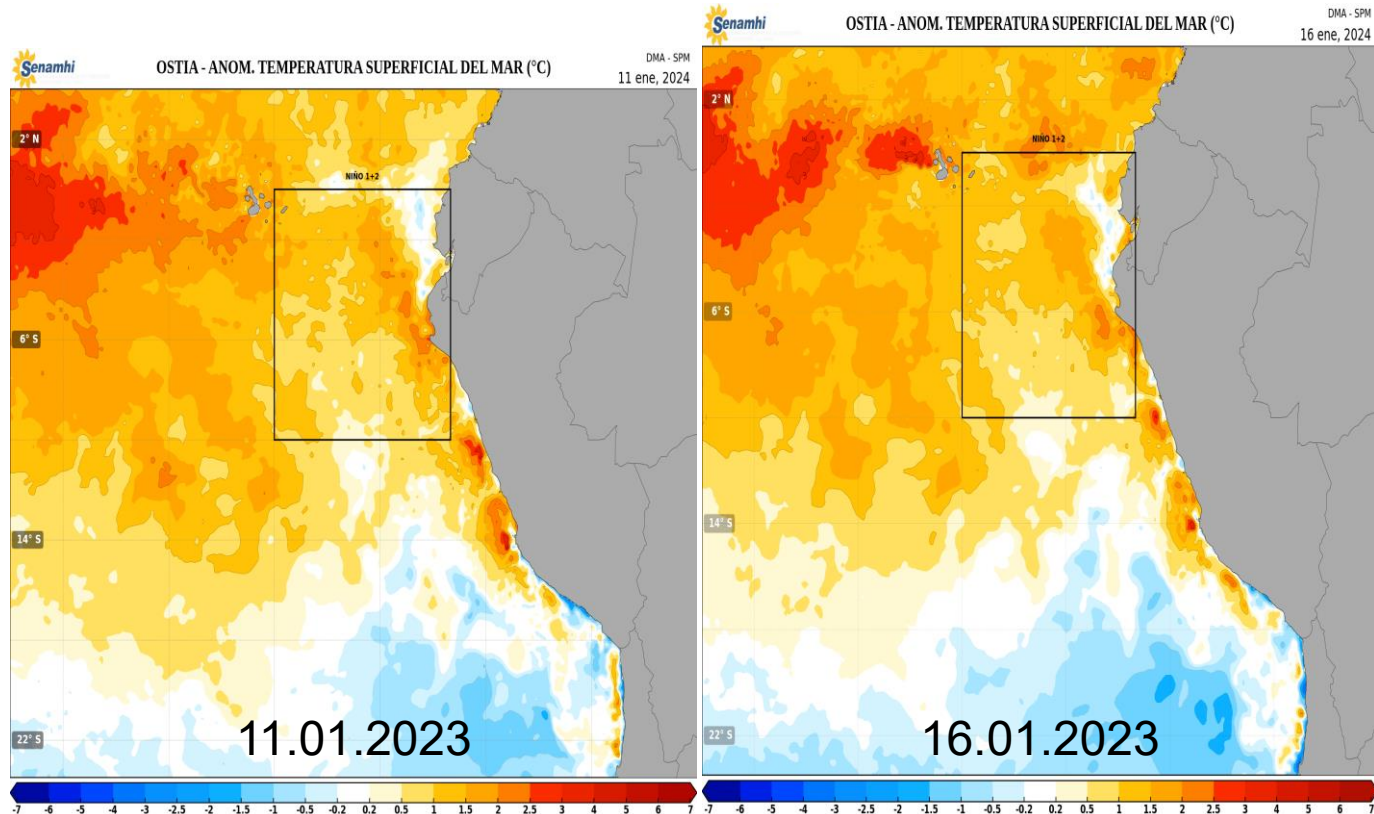 Senamhi
OSTIA - ANOM. TEMPERATURA SUPERFICIAL DEL MAR (°C)
DMA - SPM
11 ene, 2024
2° N
NIÑO 1+2
6° S
14° S
22° S
11.01.2023
-7 -6 -5 -4 -3 -2.5 -2 -1.5 -1 -0.5 -0.2 0.2 0.5 1 1.5 2 2.5 3 4 5 6 7
Senamhi
OSTIA - ANOM. TEMPERATURA SUPERFICIAL DEL MAR (°C)
DMA - SPM
16 ene, 2024
2° N
NIÑO 1+2
6° S
14° S
22° S
16.01.2023
-7 -6 -5 -4 -3 -2.5 -2 -1.5 -1 -0.5 -0.2 0.2 0.5 1 1.5 2 2.5 3 4 5 6 7